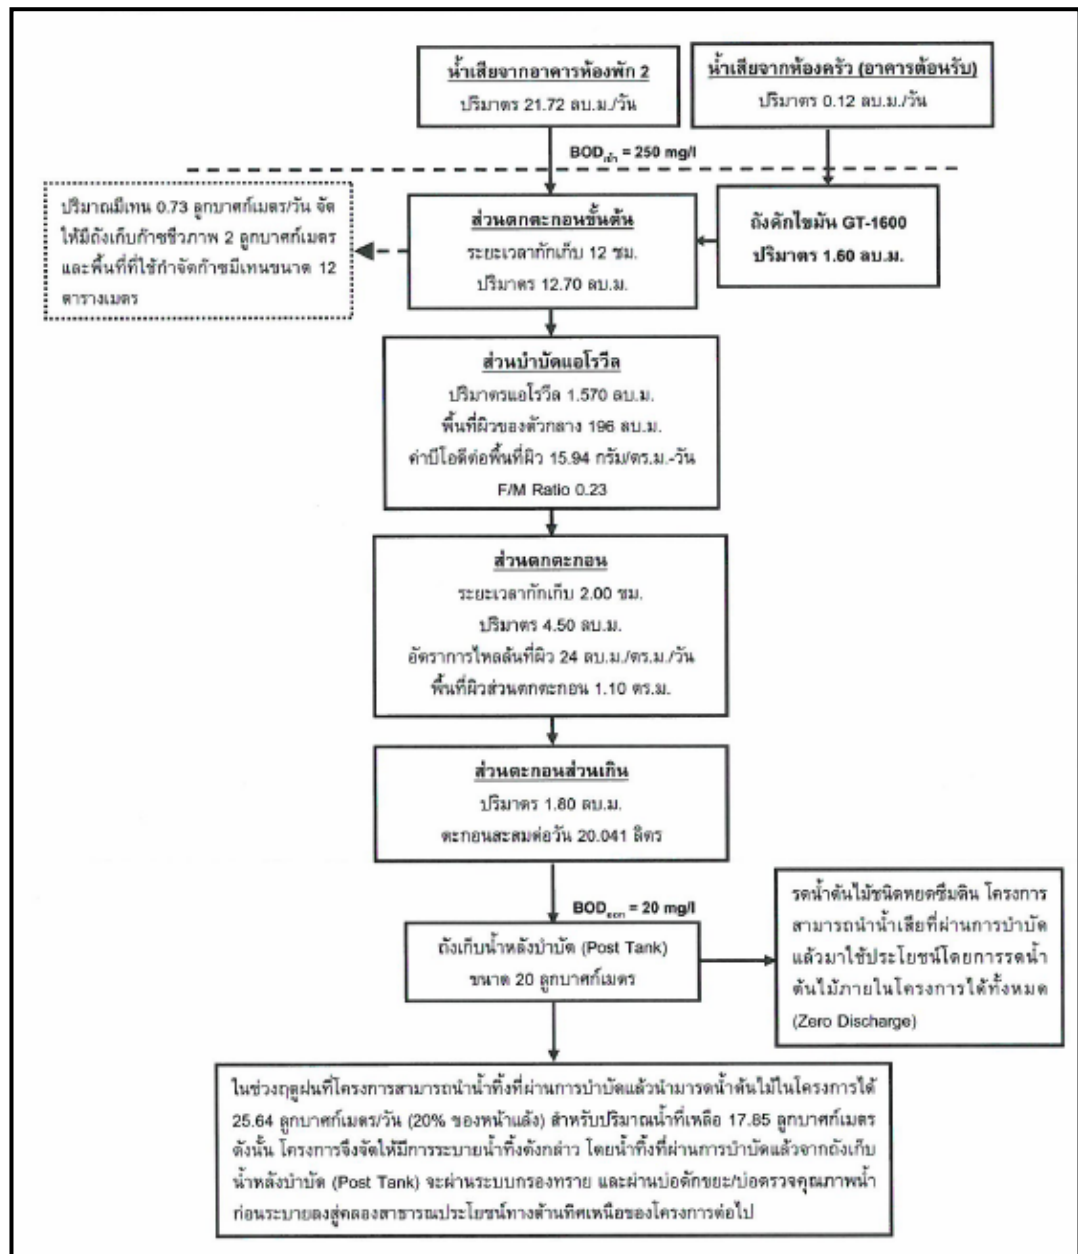 น้ำเสียจากอาคารห้องพัก 2
ปริมาตร 21.72 ลบ.ม./วัน
น้ำเสียจากห้องครัว (อาคารต้อนรับ)
ปริมาตร 0.12 ลบ.ม./วัน
BODเข้า = 250 mg/l
ปริมาณมีเทน 0.73 ลูกบาศก์เมตร/วัน จัด
ให้มีถังเก็บก๊าซชีวภาพ 2 ลูกบาศก์เมตร
และพื้นที่ที่ใช้กำจัดก๊าซมีเทนขนาด 12
ตารางเมตร
ส่วนตกตะกอนขั้นต้น
ระยะเวลากักเก็บ 12 ชม.
ปริมาตร 12.70 ลบ.ม.
ถังดักไขมัน GT-1600
ปริมาตร 1.60 ลบ.ม.
ส่วนบำบัดแอโรวีล
ปริมาตรแอโรวีล 1.570 ลบ.ม.
พื้นที่ผิวของตัวกลาง 196 ลบ.ม.
ค่าบีโอดีต่อพื้นที่ผิว 15.94 กรัม/ตร.ม.-วัน
F/M Ratio 0.23
ส่วนตกตะกอน
ระยะเวลากักเก็บ 2.00 ชม.
ปริมาตร 4.50 ลบ.ม.
อัตราการไหลล้นที่ผิว 24 ลบ.ม./ตร.ม./วัน
พื้นที่ผิวส่วนตกตะกอน 1.10 ตร.ม.
ส่วนตะกอนส่วนเกิน
ปริมาตร 1.80 ลบ.ม.
ตะกอนสะสมต่อวัน 20.041 ลิตร
BODออก = 20 mg/l
ถังเก็บน้ำหลังบำบัด (Post Tank)
ขนาด 20 ลูกบาศก์เมตร
รดน้ำต้นไม้ชนิดหยดซึมดิน โครงการ
สามารถนำน้ำเสียที่ผ่านการบำบัด
แล้วมาใช้ประโยชน์โดยการรดน้ำ
ต้นไม้ภายในโครงการได้ทั้งหมด
(Zero Discharge)
ในช่วงฤดูฝนที่โครงการสามารถนำน้ำทิ้งที่ผ่านการบำบัดแล้วนำมารดน้ำต้นไม้ในโครงการได้
25.64 ลูกบาศก์เมตร/วัน (20% ของหน้าแล้ง) สำหรับปริมาณน้ำที่เหลือ 17.85 ลูกบาศก์เมตร
ดังนั้น โครงการจึงจัดให้มีการระบายน้ำทิ้งดังกล่าว โดยน้ำทิ้งที่ผ่านการบำบัดแล้วจากถังเก็บ
น้ำหลังบำบัด (Post Tank) จะผ่านระบบกรองทราย และผ่านบ่อดักขยะ/บ่อตรวจคุณภาพน้ำ
ก่อนระบายลงสู่คลองสาธารณประโยชน์ทางด้านทิศเหนือของโครงการต่อไป